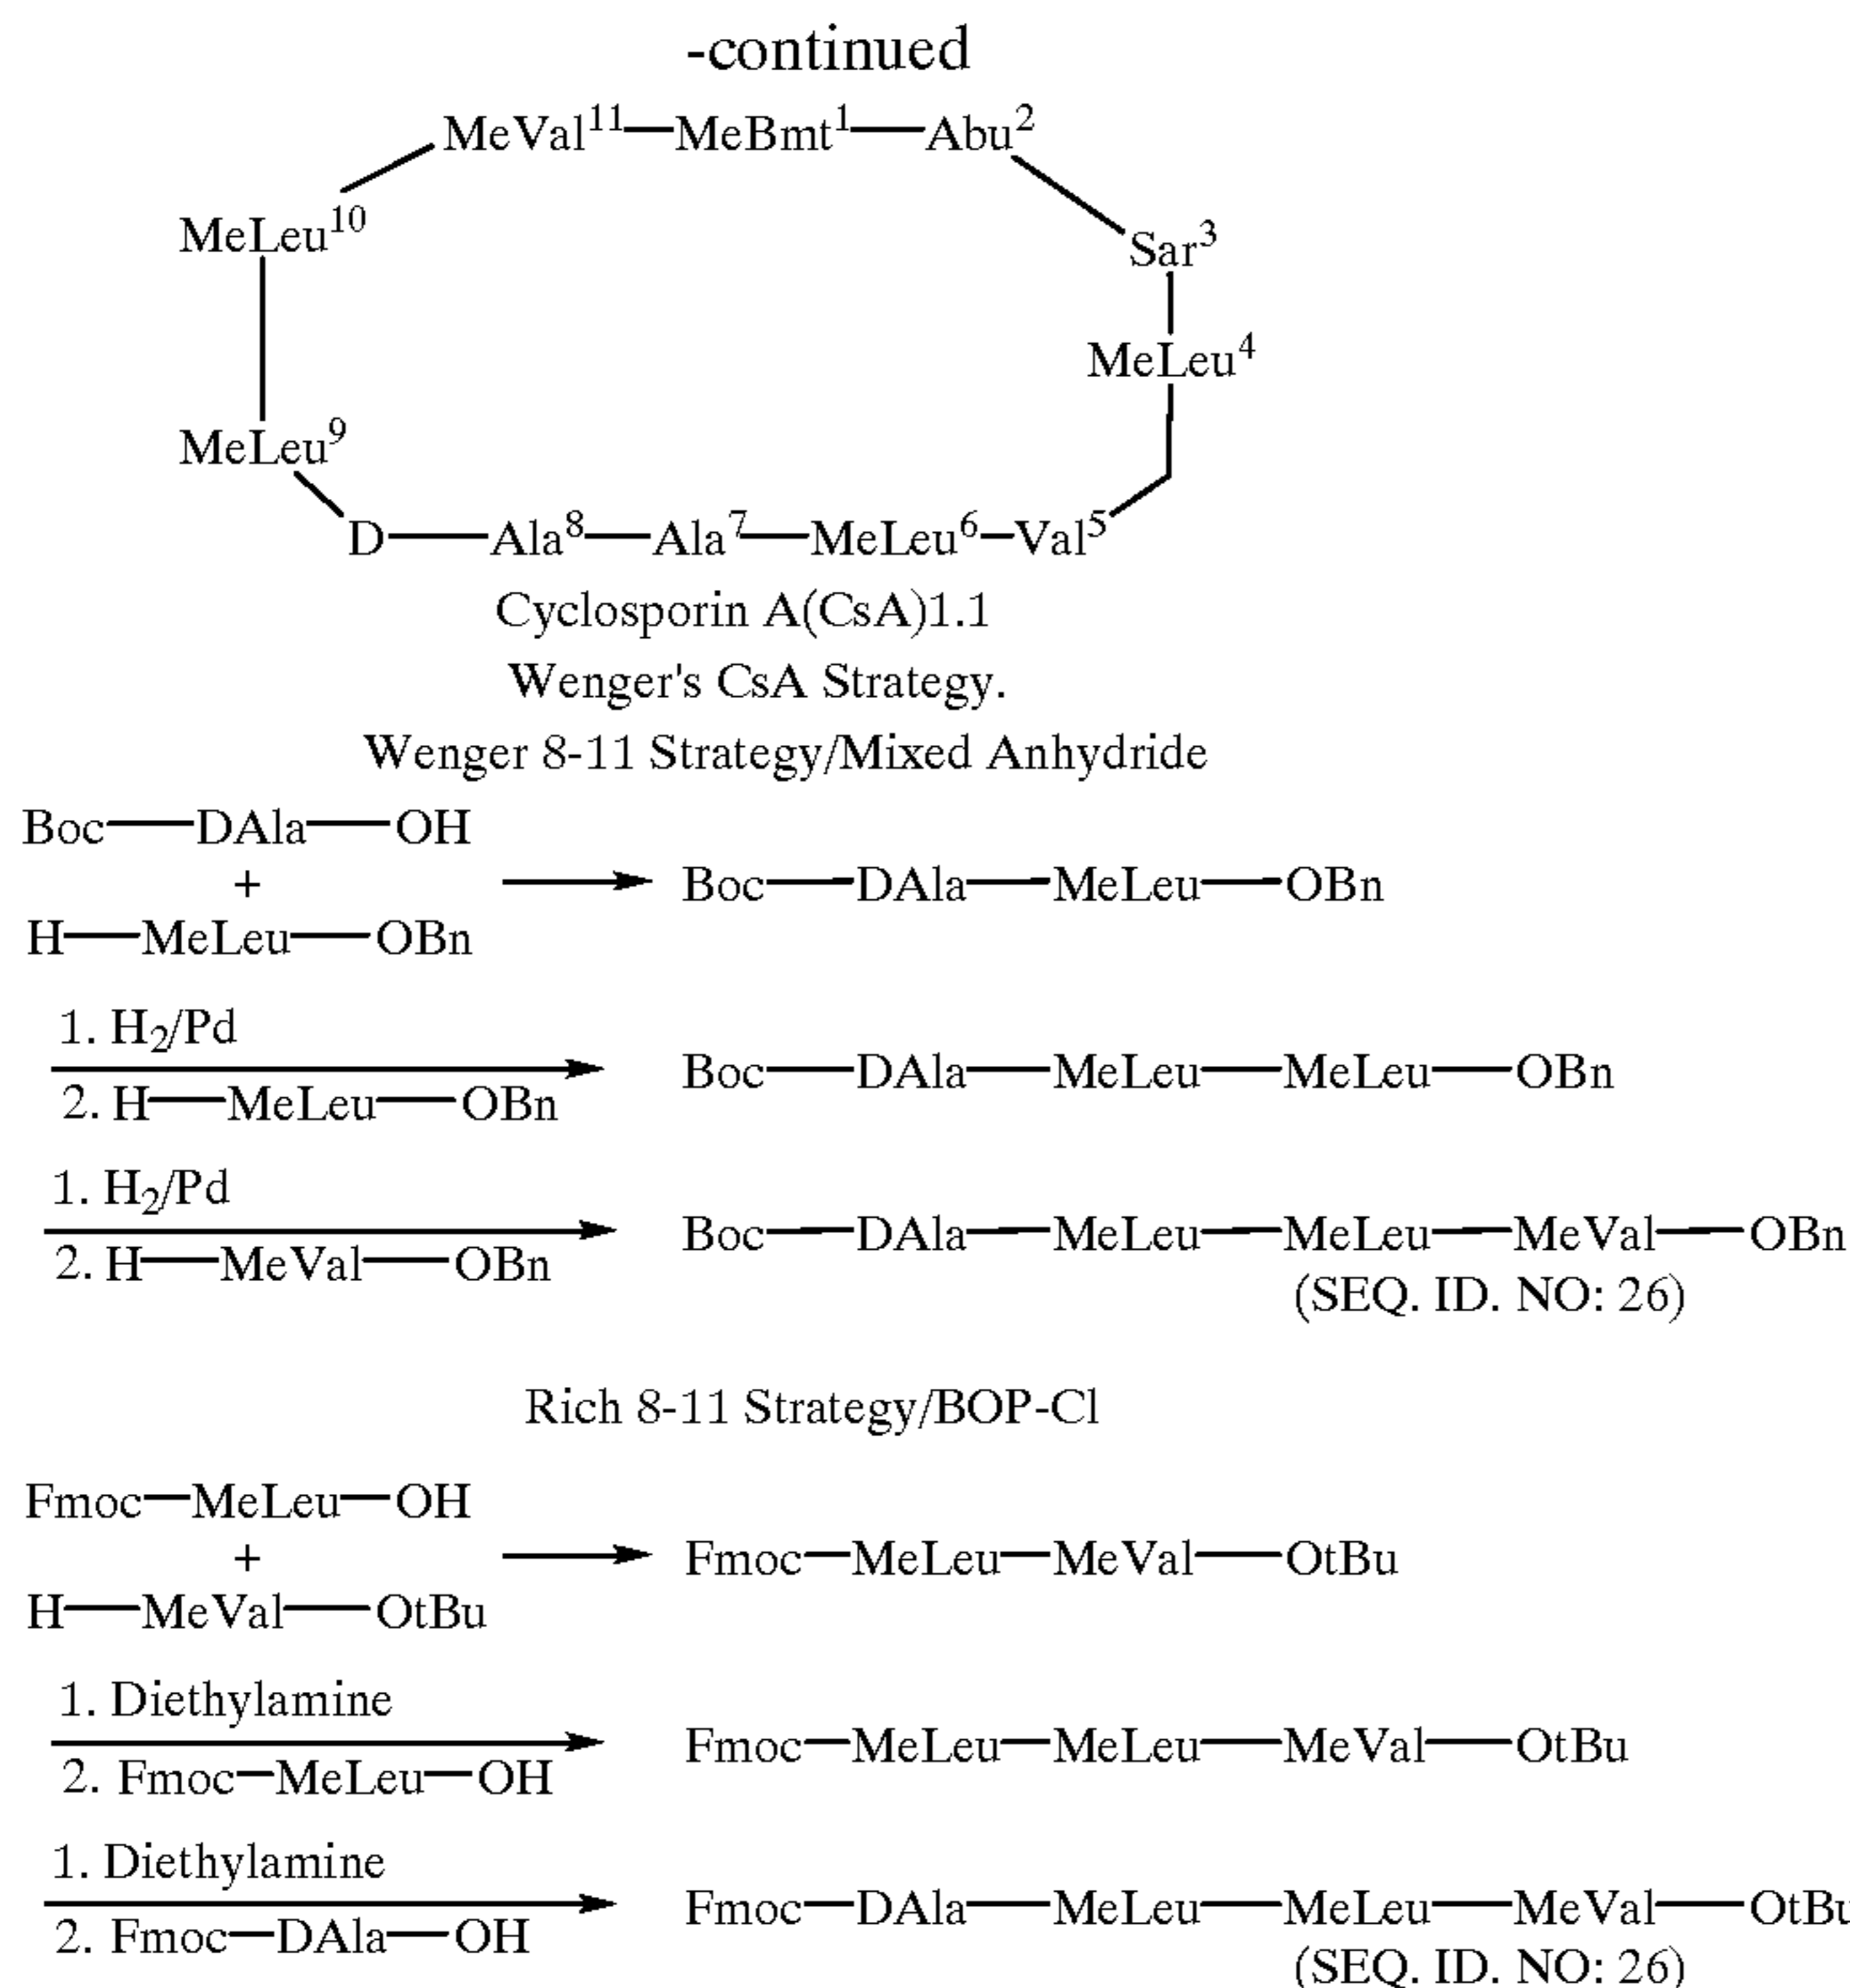 -continued
MeVal¹¹—MeBmt¹—Abu²
MeLeu¹⁰
Sar³
MeLeu⁴
MeLeu⁹
D—Ala⁸—Ala⁷—MeLeu⁶—Val⁵
Cyclosporin A(CsA)1.1
Wenger's CsA Strategy.
Wenger 8-11 Strategy/Mixed Anhydride
Boc—DAla—OH
+
Boc—DAla—MeLeu—OBn
H—MeLeu—OBn
1. H₂/Pd
Boc—DAla—MeLeu—MeLeu—OBn
2. H—MeLeu—OBn
1. H₂/Pd
Boc—DAla—MeLeu—MeLeu—MeVal—OBn
2. H—MeVal—OBn
(SEQ. ID. NO: 26)
Rich 8-11 Strategy/BOP-Cl
Fmoc—MeLeu—OH
+
Fmoc—MeLeu—MeVal—OtBu
H—MeVal—OtBu
1. Diethylamine
Fmoc—MeLeu—MeLeu—MeVal—OtBu
2. Fmoc—MeLeu—OH
1. Diethylamine
Fmoc—DAla—MeLeu—MeLeu—MeVal—OtBu
2. Fmoc—DAla—OH
(SEQ. ID. NO: 26)